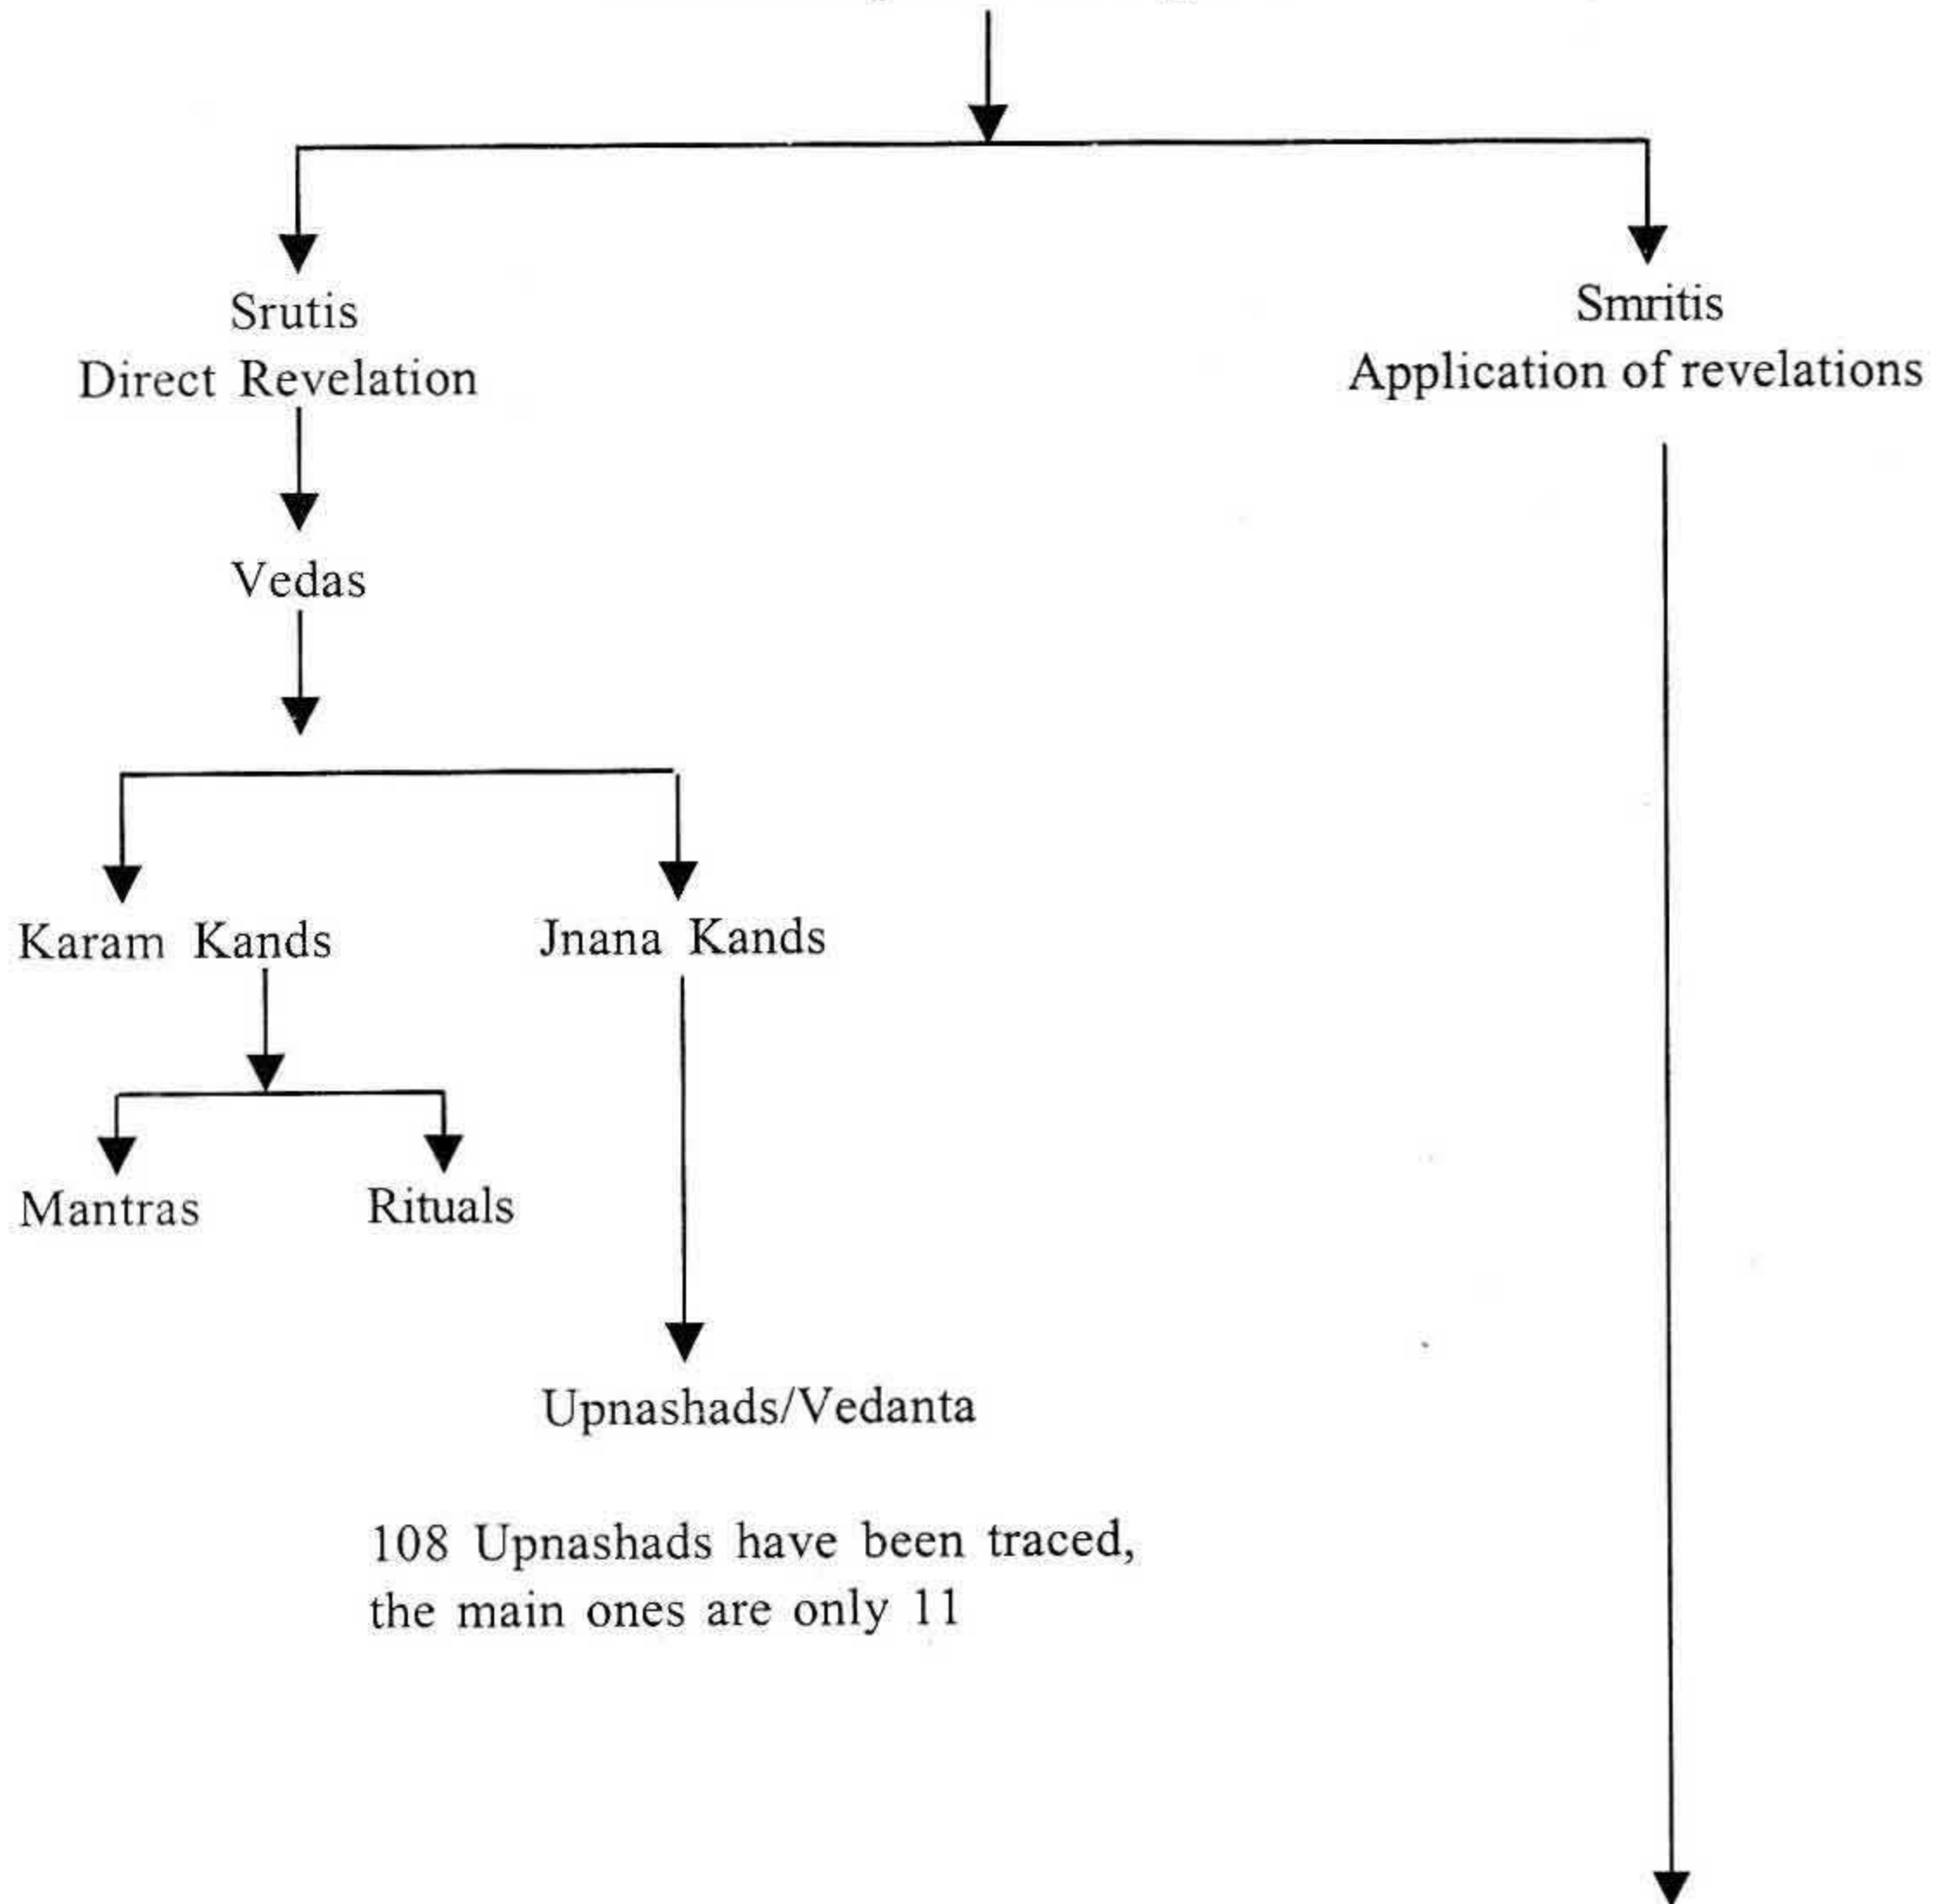 Srutis
Direct Revelation
Smritis
Application of revelations
Vedas
Karam Kands
Jnana Kands
Mantras
Rituals
Upnashads/Vedanta
108 Upnashads have been traced,
the main ones are only 11